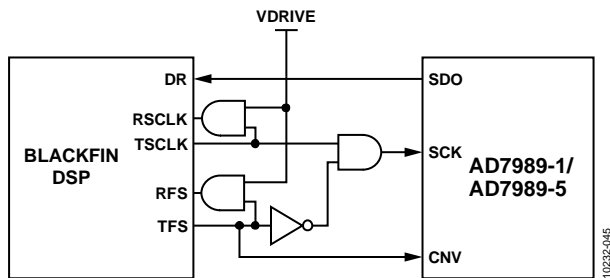 VDRIVE
BLACKFIN
DSP
DR
RSCLK
TSCLK
RFS
TFS
SDO
SCK
CNV
AD7989-1/
AD7989-5
10232-045